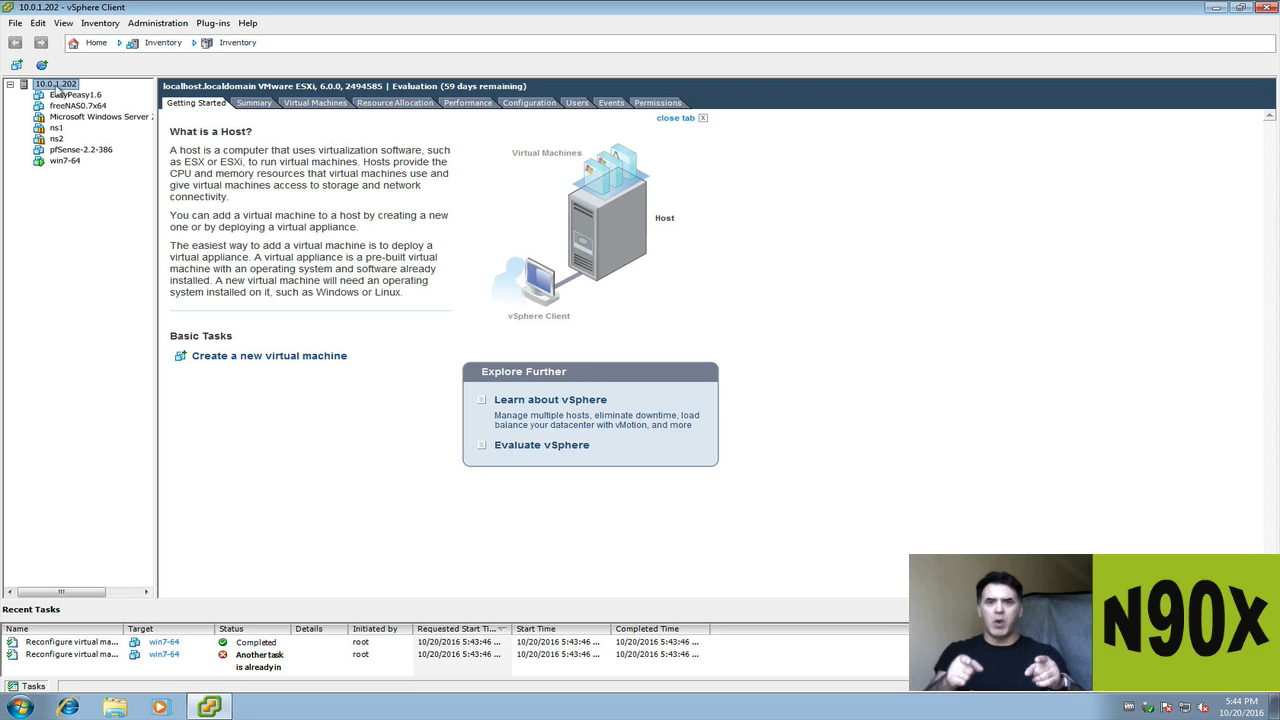 10.0.1.202 - vSphere Client
File Edit View Inventory Administration Plug-ins Help
Home Inventory Inventory
10.0.1.202
EasyPeasy1.6
freeNAS0.7x64
Microsoft Windows Server 2
ns1
ns2
pfSense-2.2-386
win7-64
localhost.localdomain VMware ESXi, 6.0.0, 2494585 | Evaluation (59 days remaining)
Getting Started Summary Virtual Machines Resource Allocation Performance Configuration Users Events Permissions
close tab X
What is a Host?
A host is a computer that uses virtualization software, such
as ESX or ESXi, to run virtual machines. Hosts provide the
CPU and memory resources that virtual machines use and
give virtual machines access to storage and network
connectivity.
You can add a virtual machine to a host by creating a new
one or by deploying a virtual appliance.
The easiest way to add a virtual machine is to deploy a
virtual appliance. A virtual appliance is a pre-built virtual
machine with an operating system and software already
installed. A new virtual machine will need an operating
system installed on it, such as Windows or Linux.
Virtual Machines
Host
vSphere Client
Basic Tasks
Create a new virtual machine
Explore Further
Learn about vSphere
Manage multiple hosts, eliminate downtime, load
balance your datacenter with vMotion, and more
Evaluate vSphere
Recent Tasks
Name Target Status Details Initiated by Requested Start Ti... Start Time Completed Time
Reconfigure virtual ma... win7-64 Completed root 10/20/2016 5:43:46 ... 10/20/2016 5:43:46 ... 10/20/2016 5:43:46 ...
Reconfigure virtual ma... win7-64 Another task root 10/20/2016 5:43:46 ... 10/20/2016 5:43:46 ... 10/20/2016 5:43:46 ...
is already in
Tasks
N90X
5:44 PM
10/20/2016